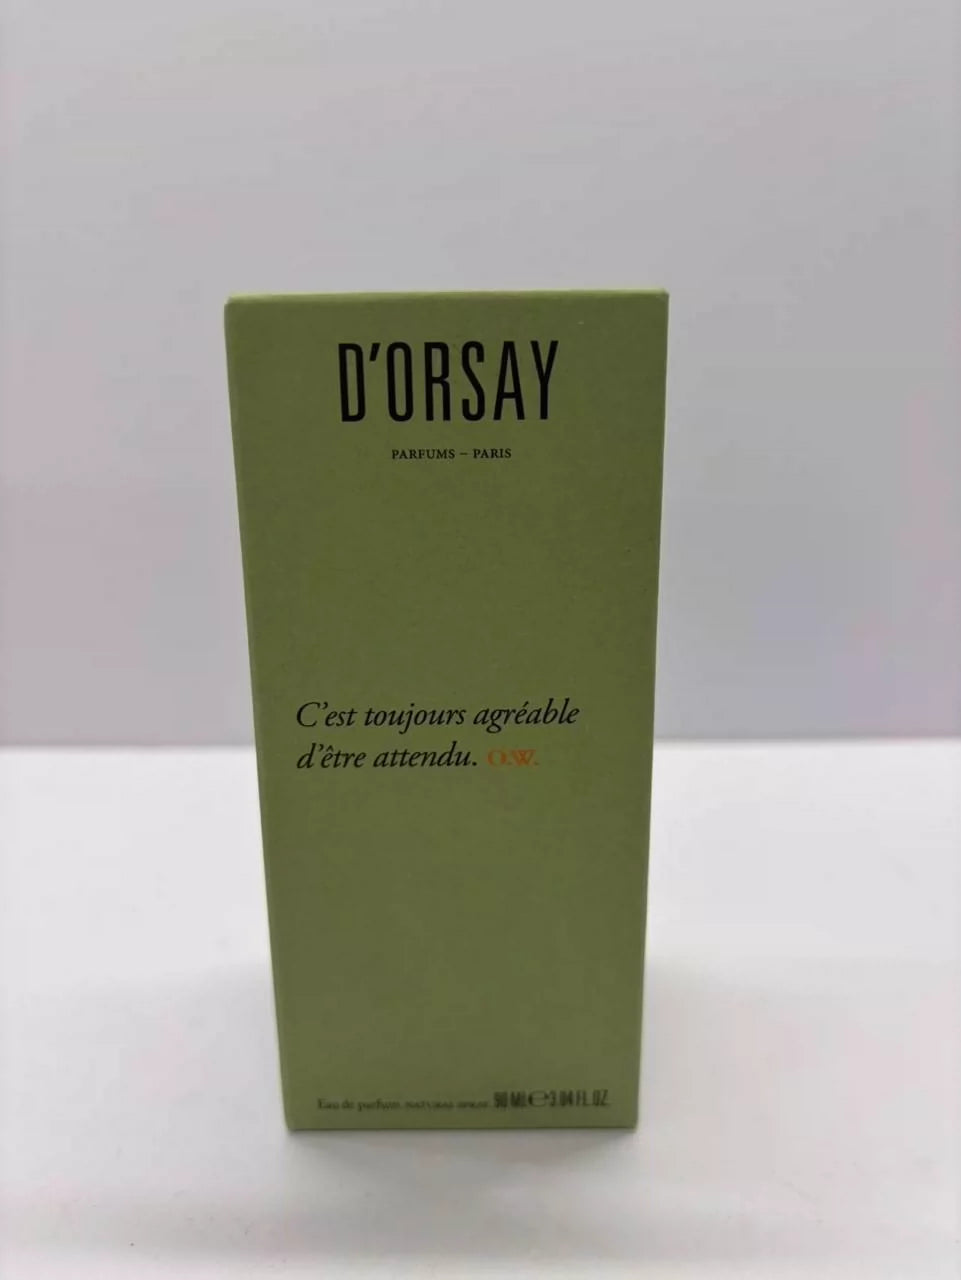 D'ORSAY
PARFUMS – PARIS
C'est toujours agréable
d'être attendu. O.W.
Eau de parfum. NATURAL SPRAY. 90 ML ℮ 3.04 FL.OZ.